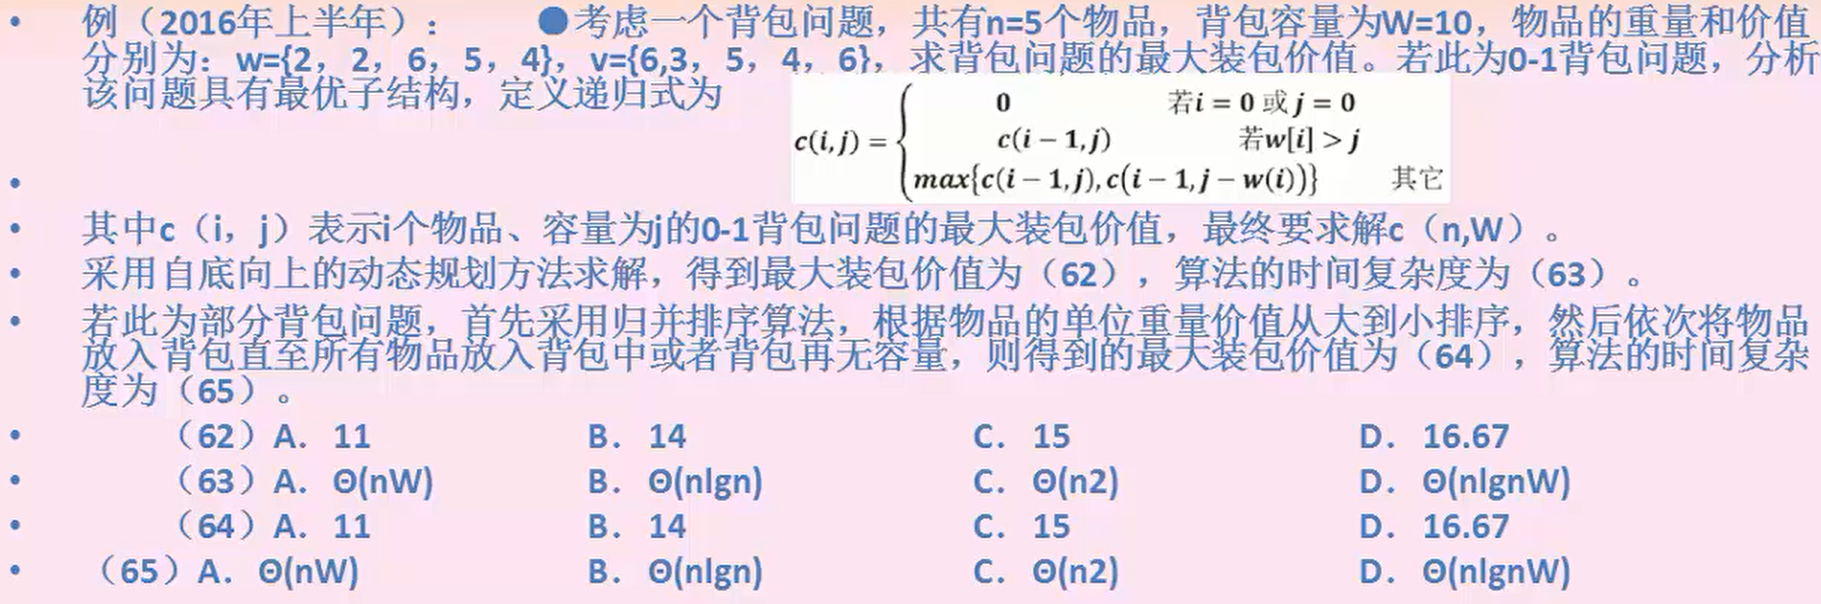 • 例（2016年上半年）： ●考虑一个背包问题，共有n=5个物品，背包容量为W=10，物品的重量和价值
分别为：w={2，2，6，5，4}，v={6,3，5，4，6}，求背包问题的最大装包价值。若此为0-1背包问题，分析
该问题具有最优子结构，定义递归式为
0 若i = 0 或 j = 0
c(i,j) = { c(i − 1,j) 若w[i] > j
max{c(i − 1,j),c(i − 1,j − w(i))} 其它
•
• 其中c（i，j）表示i个物品、容量为j的0-1背包问题的最大装包价值，最终要求解c（n,W）。
• 采用自底向上的动态规划方法求解，得到最大装包价值为（62），算法的时间复杂度为（63）。
• 若此为部分背包问题，首先采用归并排序算法，根据物品的单位重量价值从大到小排序，然后依次将物品
放入背包直至所有物品放入背包中或者背包再无容量，则得到的最大装包价值为（64），算法的时间复杂
度为（65）。
• （62）A．11 B．14 C．15 D．16.67
• （63）A．Θ(nW) B．Θ(nlgn) C．Θ(n2) D．Θ(nlgnW)
• （64）A．11 B．14 C．15 D．16.67
• （65）A．Θ(nW) B．Θ(nlgn) C．Θ(n2) D．Θ(nlgnW)